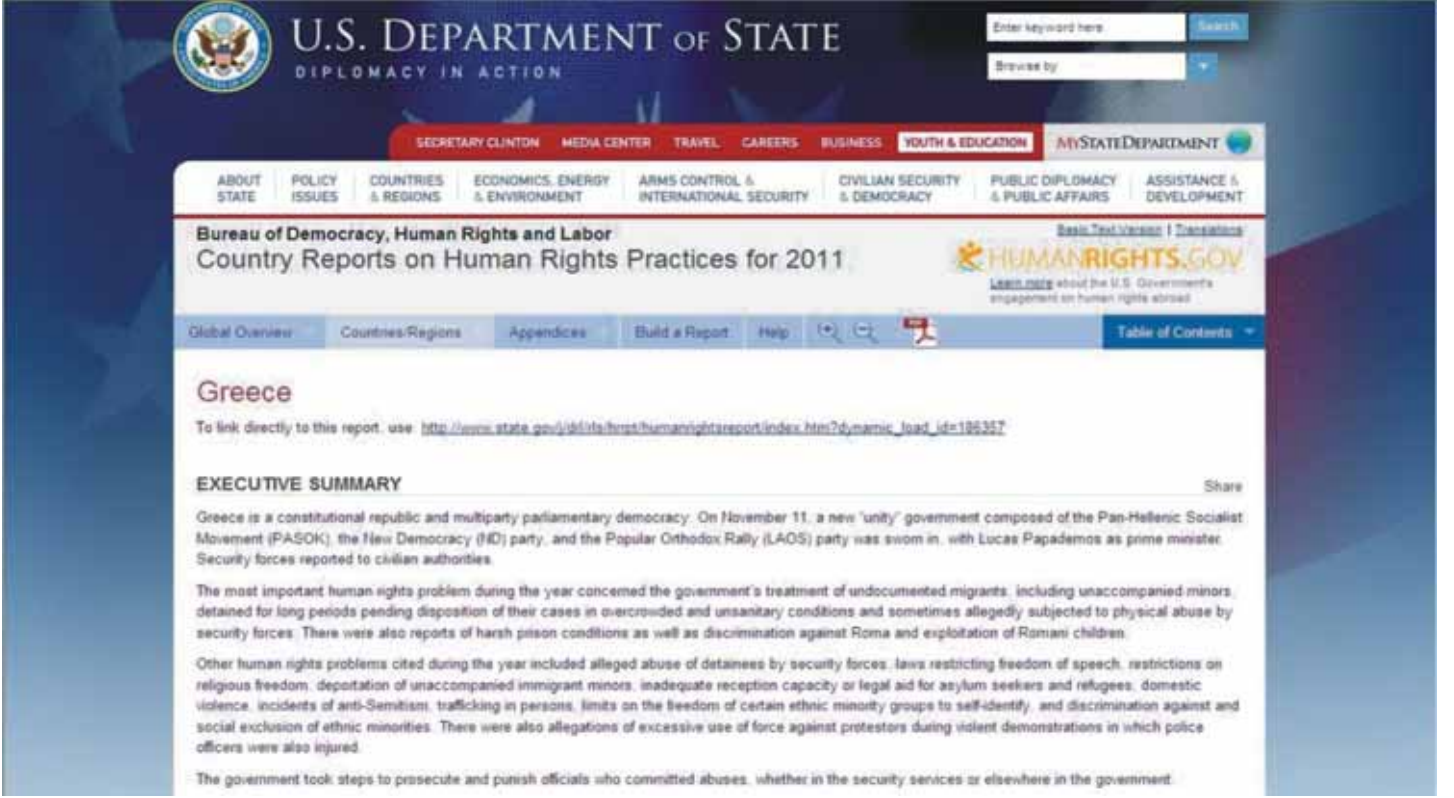 U.S. DEPARTMENT OF STATE
DIPLOMACY IN ACTION
Enter keyword here
Search
Browse by
SECRETARY CLINTON MEDIA CENTER TRAVEL CAREERS BUSINESS YOUTH & EDUCATION MYSTATEDEPARTMENT
ABOUT STATE
POLICY ISSUES
COUNTRIES & REGIONS
ECONOMICS, ENERGY & ENVIRONMENT
ARMS CONTROL & INTERNATIONAL SECURITY
CIVILIAN SECURITY & DEMOCRACY
PUBLIC DIPLOMACY & PUBLIC AFFAIRS
ASSISTANCE & DEVELOPMENT
Bureau of Democracy, Human Rights and Labor
Country Reports on Human Rights Practices for 2011
Basic Text Version | Translations
HUMANRIGHTS.GOV
Learn more about the U.S. Government's
engagement on human rights abroad
Global Overview Countries/Regions Appendices Build a Report Help Table of Contents
Greece
To link directly to this report, use: http://www.state.gov/j/drl/rls/hrrpt/humanrightsreport/index.htm?dynamic_load_id=186357
EXECUTIVE SUMMARY
Share
Greece is a constitutional republic and multiparty parliamentary democracy. On November 11, a new "unity" government composed of the Pan-Hellenic Socialist
Movement (PASOK), the New Democracy (ND) party, and the Popular Orthodox Rally (LAOS) party was sworn in, with Lucas Papademos as prime minister.
Security forces reported to civilian authorities.
The most important human rights problem during the year concerned the government's treatment of undocumented migrants, including unaccompanied minors,
detained for long periods pending disposition of their cases in overcrowded and unsanitary conditions and sometimes allegedly subjected to physical abuse by
security forces. There were also reports of harsh prison conditions as well as discrimination against Roma and exploitation of Romani children.
Other human rights problems cited during the year included alleged abuse of detainees by security forces, laws restricting freedom of speech, restrictions on
religious freedom, deportation of unaccompanied immigrant minors, inadequate reception capacity or legal aid for asylum seekers and refugees, domestic
violence, incidents of anti-Semitism, trafficking in persons, limits on the freedom of certain ethnic minority groups to self-identify, and discrimination against and
social exclusion of ethnic minorities. There were also allegations of excessive use of force against protestors during violent demonstrations in which police
officers were also injured.
The government took steps to prosecute and punish officials who committed abuses, whether in the security services or elsewhere in the government.